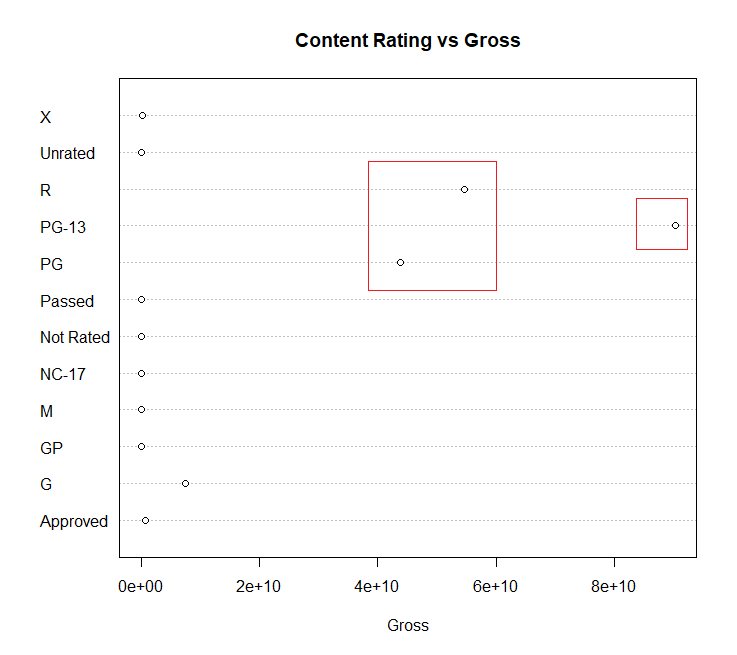 Content Rating vs Gross
X
Unrated
R
PG-13
PG
Passed
Not Rated
NC-17
M
GP
G
Approved
0e+00 2e+10 4e+10 6e+10 8e+10
Gross